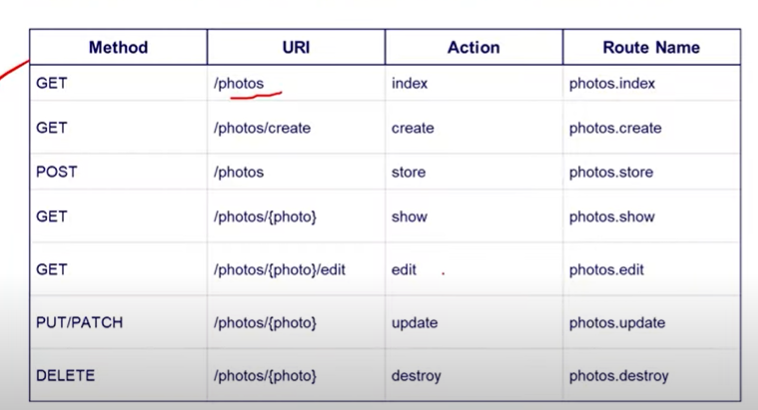 Method URI Action Route Name
GET /photos index photos.index
GET /photos/create create photos.create
POST /photos store photos.store
GET /photos/{photo} show photos.show
GET /photos/{photo}/edit edit photos.edit
PUT/PATCH /photos/{photo} update photos.update
DELETE /photos/{photo} destroy photos.destroy